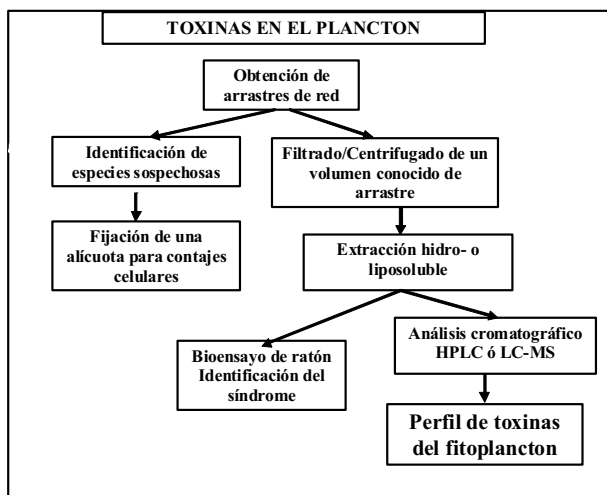 TOXINAS EN EL PLANCTON
Obtención de
arrastres de red
Identificación de
especies sospechosas
Filtrado/Centrifugado de un
volumen conocido de
arrastre
Fijación de una
alícuota para contajes
celulares
Extracción hidro- o
liposoluble
Bioensayo de ratón
Identificación del
síndrome
Análisis cromatográfico
HPLC ó LC-MS
Perfil de toxinas
del fitoplancton